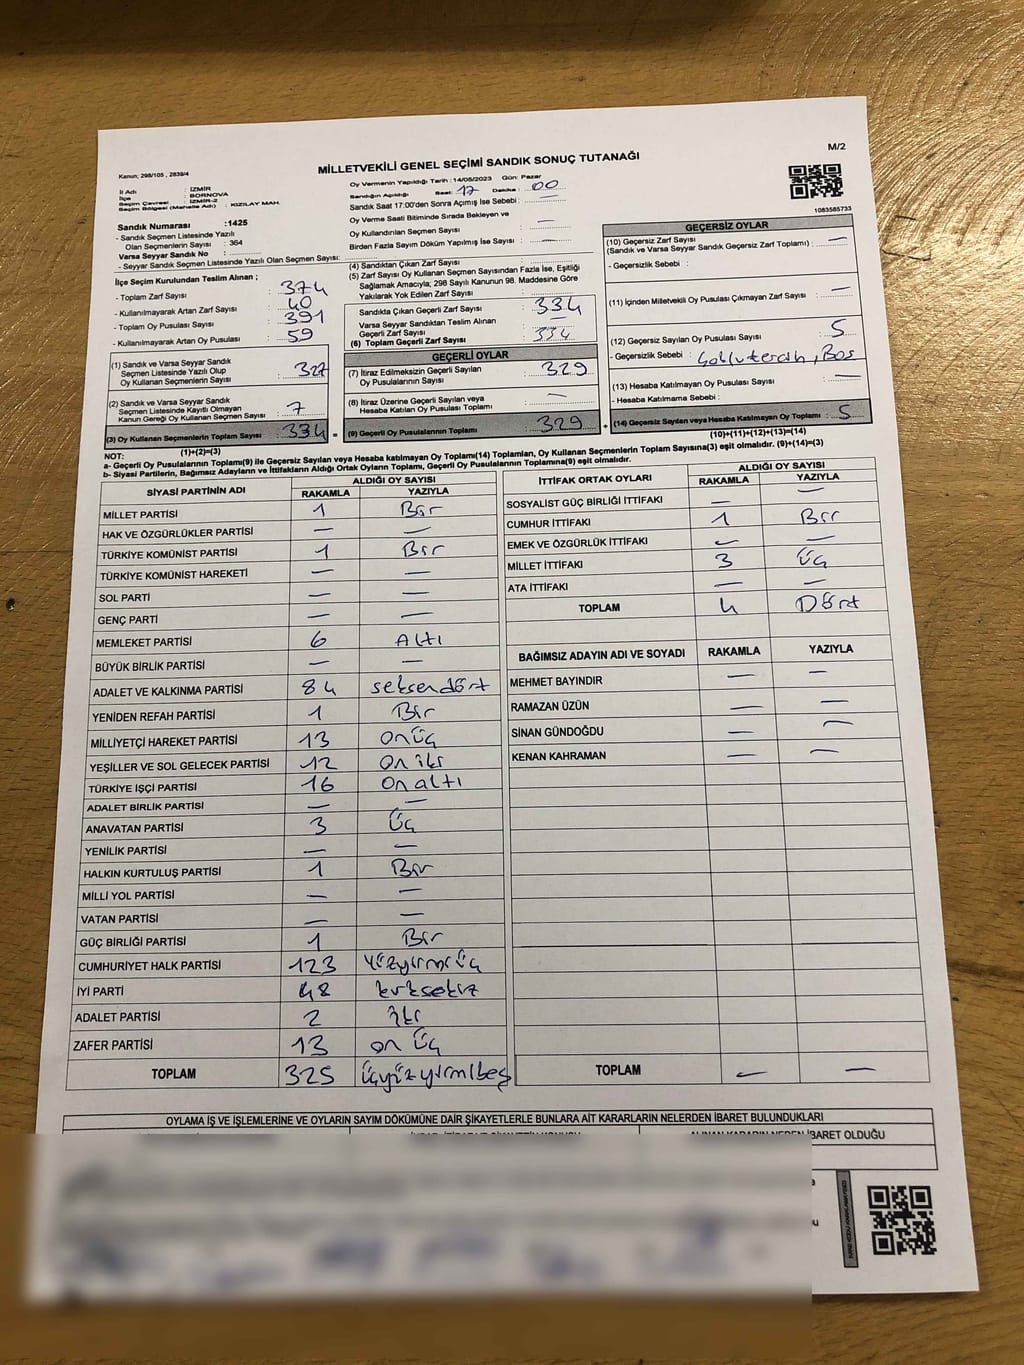 M/2
MİLLETVEKİLİ GENEL SEÇİMİ SANDIK SONUÇ TUTANAĞI
Kanun; 298/105 , 2839/4
1083585733
İl Adı : İZMİR
İlçe : BORNOVA
Seçim Çevresi : İZMİR-2
Seçim Bölgesi (Mahalle Adı) : KIZILAY MAH.
Sandık Numarası :1425
- Sandık Seçmen Listesinde Yazılı
Olan Seçmenlerin Sayısı : 364
Varsa Seyyar Sandık No :
- Seyyar Sandık Seçmen Listesinde Yazılı Olan Seçmen Sayısı:
Oy Vermenin Yapıldığı Tarih : 14/05/2023 Gün: Pazar
Sandığın Açıldığı Saat: 17 Dakika: 00
Sandık Saat 17:00'den Sonra Açılmış İse Sebebi : —
Oy Verme Saati Bitiminde Sırada Bekleyen ve
Oy Kullandırılan Seçmen Sayısı : —
Birden Fazla Sayım Döküm Yapılmış İse Sayısı : —
İlçe Seçim Kurulundan Teslim Alınan ;
- Toplam Zarf Sayısı : 374
- Kullanılmayarak Artan Zarf Sayısı : 40
- Toplam Oy Pusulası Sayısı : 391
- Kullanılmayarak Artan Oy Pusulası : 59
(1) Sandık ve Varsa Seyyar Sandık
Seçmen Listesinde Yazılı Olup
Oy Kullanan Seçmenlerin Sayısı : 327
(2) Sandık ve Varsa Seyyar Sandık
Seçmen Listesinde Kayıtlı Olmayan
Kanun Gereği Oy Kullanan Seçmen Sayısı : 7
(3) Oy Kullanan Seçmenlerin Toplam Sayısı : 334
(1)+(2)=(3)
(4) Sandıktan Çıkan Zarf Sayısı :
(5) Zarf Sayısı Oy Kullanan Seçmen Sayısından Fazla İse, Eşitliği
Sağlamak Amacıyla; 298 Sayılı Kanunun 98. Maddesine Göre
Yakılarak Yok Edilen Zarf Sayısı :
Sandıkta Çıkan Geçerli Zarf Sayısı : 334
Varsa Seyyar Sandıktan Teslim Alınan
Geçerli Zarf Sayısı : —
(6) Toplam Geçerli Zarf Sayısı : 334
GEÇERLİ OYLAR
(7) İtiraz Edilmeksizin Geçerli Sayılan
Oy Pusulalarının Sayısı : 329
(8) İtiraz Üzerine Geçerli Sayılan veya
Hesaba Katılan Oy Pusulası Toplamı : —
= (9) Geçerli Oy Pusulalarının Toplamı : 329 +
GEÇERSİZ OYLAR
(10) Geçersiz Zarf Sayısı
(Sandık ve Varsa Seyyar Sandık Geçersiz Zarf Toplamı) : —
- Geçersizlik Sebebi :
(11) İçinden Milletvekili Oy Pusulası Çıkmayan Zarf Sayısı : —
(12) Geçersiz Sayılan Oy Pusulası Sayısı : 5
- Geçersizlik Sebebi : Çoklu tercih, Boş
(13) Hesaba Katılmayan Oy Pusulası Sayısı : —
- Hesaba Katılmama Sebebi :
(14) Geçersiz Sayılan veya Hesaba Katılmayan Oy Toplamı : 5
(10)+(11)+(12)+(13)=(14)
NOT:
a- Geçerli Oy Pusulalarının Toplamı(9) ile Geçersiz Sayılan veya Hesaba katılmayan Oy Toplamı(14) Toplamları, Oy Kullanan Seçmenlerin Toplam Sayısına(3) eşit olmalıdır. (9)+(14)=(3)
b- Siyasi Partilerin, Bağımsız Adayların ve İttifakların Aldığı Ortak Oyların Toplamı, Geçerli Oy Pusulalarının Toplamına(9) eşit olmalıdır.
SİYASİ PARTİNİN ADI ALDIĞI OY SAYISI
RAKAMLA YAZIYLA
MİLLET PARTİSİ 1 Bir
HAK VE ÖZGÜRLÜKLER PARTİSİ — —
TÜRKİYE KOMÜNİST PARTİSİ 1 Bir
TÜRKİYE KOMÜNİST HAREKETİ — —
SOL PARTİ — —
GENÇ PARTİ — —
MEMLEKET PARTİSİ 6 Altı
BÜYÜK BİRLİK PARTİSİ — —
ADALET VE KALKINMA PARTİSİ 84 seksendört
YENİDEN REFAH PARTİSİ 1 Bir
MİLLİYETÇİ HAREKET PARTİSİ 13 onüç
YEŞİLLER VE SOL GELECEK PARTİSİ 12 on iki
TÜRKİYE İŞÇİ PARTİSİ 16 on altı
ADALET BİRLİK PARTİSİ — —
ANAVATAN PARTİSİ 3 Üç
YENİLİK PARTİSİ — —
HALKIN KURTULUŞ PARTİSİ 1 Bir
MİLLİ YOL PARTİSİ — —
VATAN PARTİSİ — —
GÜÇ BİRLİĞİ PARTİSİ 1 Bir
CUMHURİYET HALK PARTİSİ 123 Yüzyirmi Üç
İYİ PARTİ 48 kırksekiz
ADALET PARTİSİ 2 İki
ZAFER PARTİSİ 13 on Üç
TOPLAM 325 Üçyüzyirmibeş
İTTİFAK ORTAK OYLARI ALDIĞI OY SAYISI
RAKAMLA YAZIYLA
SOSYALİST GÜÇ BİRLİĞİ İTTİFAKI — —
CUMHUR İTTİFAKI 1 Bir
EMEK VE ÖZGÜRLÜK İTTİFAKI — —
MİLLET İTTİFAKI 3 Üç
ATA İTTİFAKI — —
TOPLAM 4 Dört
BAĞIMSIZ ADAYIN ADI VE SOYADI RAKAMLA YAZIYLA
MEHMET BAYINDIR — —
RAMAZAN ÜZÜN — —
SİNAN GÜNDOĞDU — —
KENAN KAHRAMAN — —
TOPLAM — —
OYLAMA İŞ VE İŞLEMLERİNE VE OYLARIN SAYIM DÖKÜMÜNE DAİR ŞİKAYETLERLE BUNLARA AİT KARARLARIN NELERDEN İBARET BULUNDUKLARI
ALINAN KARARIN NEDEN İBARET OLDUĞU